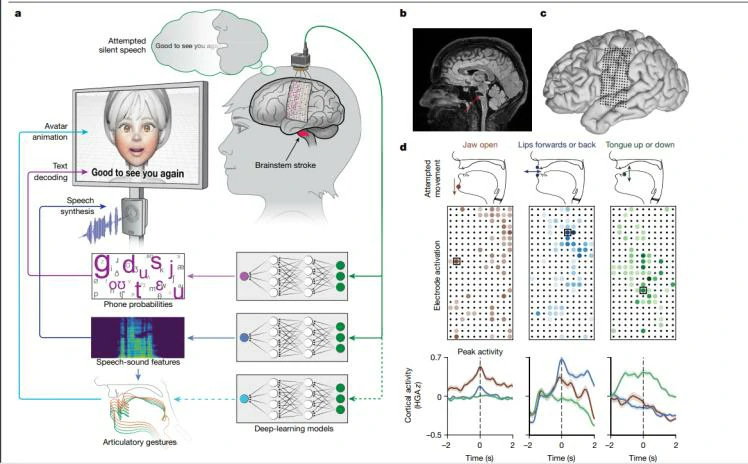 a
Attempted
silent speech
Good to see you aga
Avatar
animation
Text
decoding
Good to see you again
Speech
synthesis
Brainstem stroke
Phone probabilities
Speech-sound features
Articulatory gestures
Deep-learning models
b
c
d
Jaw open
Lips forwards or back
Tongue up or down
Attempted
movement
Electrode activation
Peak activity
Cortical activity
(HGA z)
0.7
0
−0.5
−2 0 2
−2 0 2
−2 0 2
Time (s)
Time (s)
Time (s)